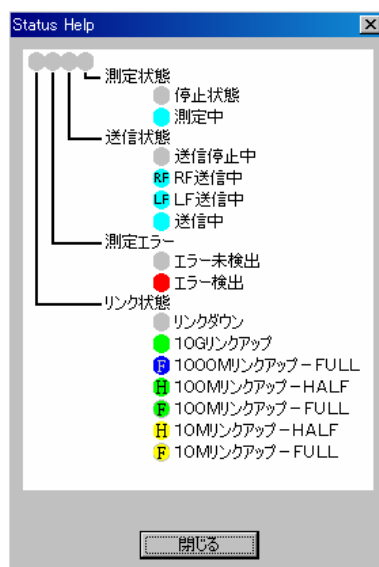 Status Help
測定状態
停止状態
測定中
送信状態
送信停止中
RF RF送信中
LF LF送信中
送信中
測定エラー
エラー未検出
エラー検出
リンク状態
リンクダウン
10Gリンクアップ
F 1000Mリンクアップ－FULL
H 100Mリンクアップ－HALF
F 100Mリンクアップ－FULL
H 10Mリンクアップ－HALF
F 10Mリンクアップ－FULL
閉じる